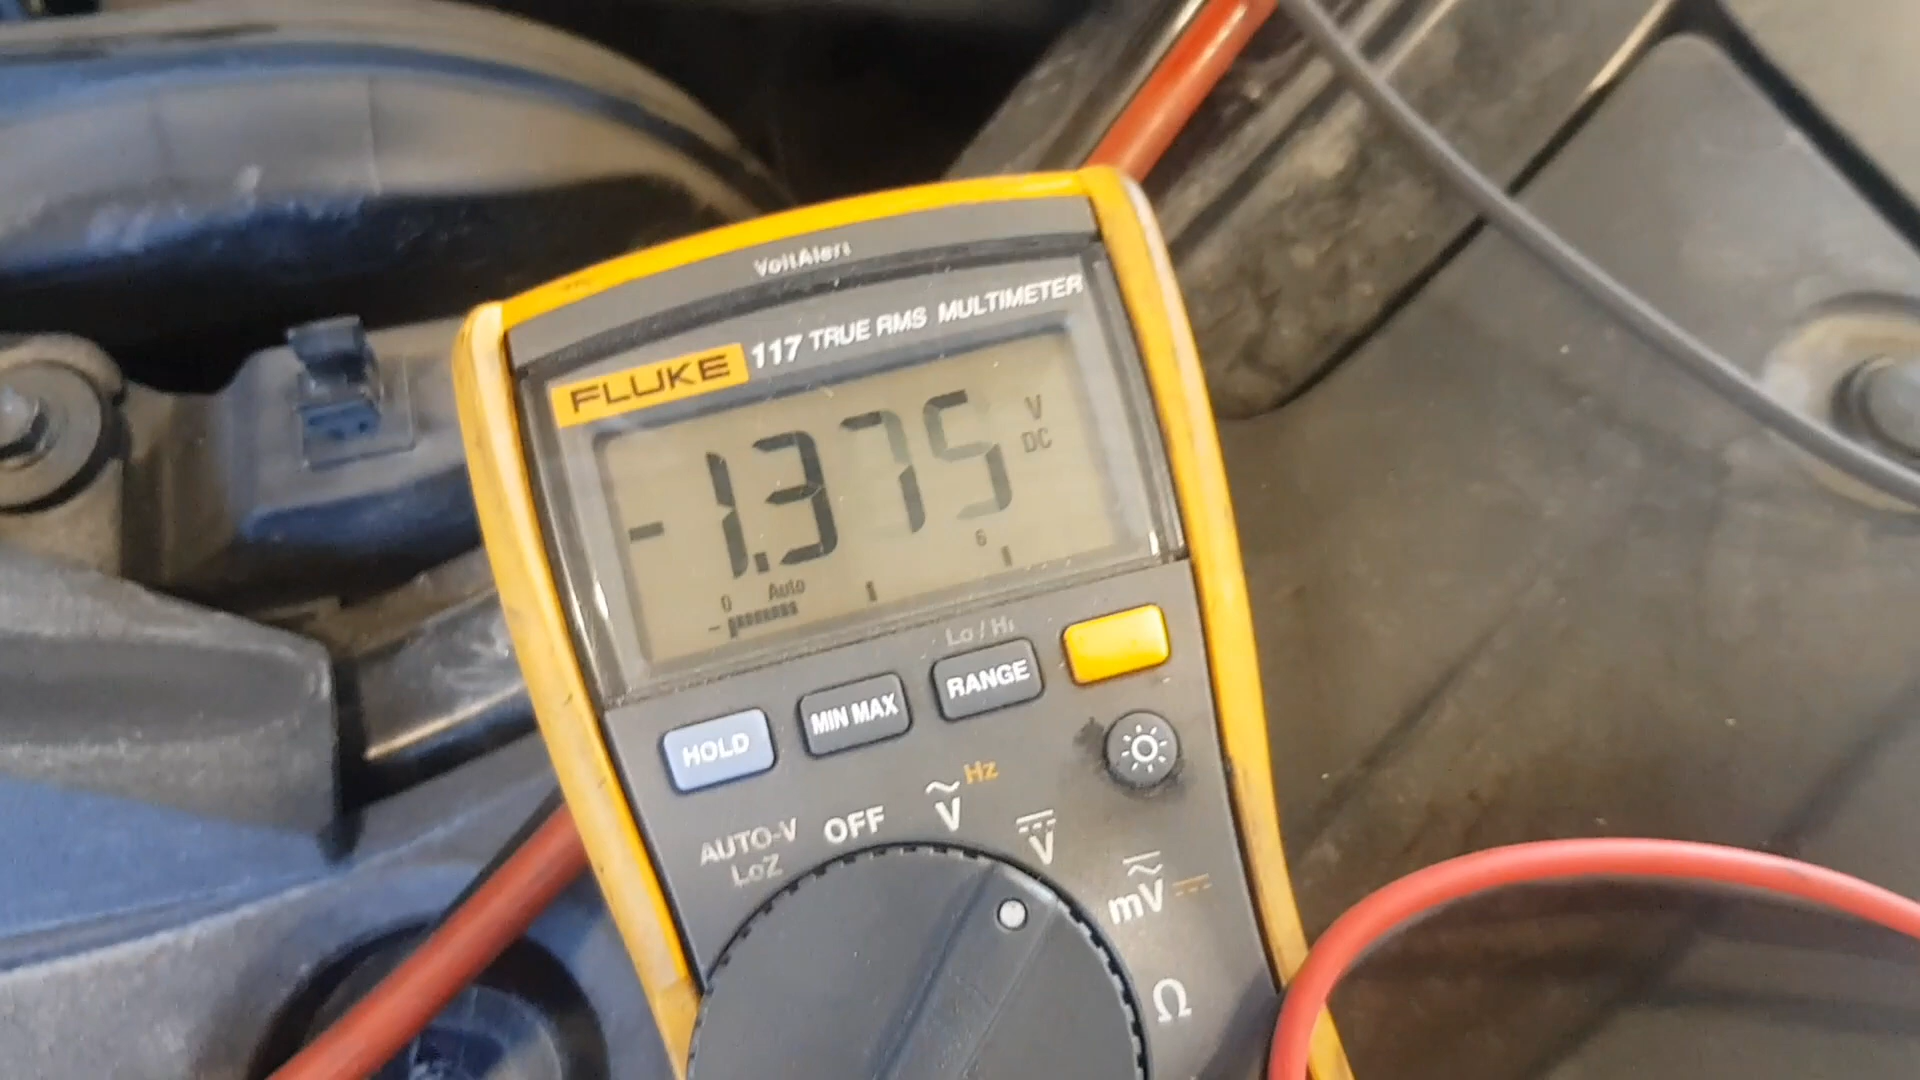 VoltAlert
FLUKE 117 TRUE RMS MULTIMETER
-1.375 V DC
6
0 Auto
Lo / Hi
HOLD MIN MAX RANGE
AUTO-V LoZ
OFF
V Hz
V
mV
Ω